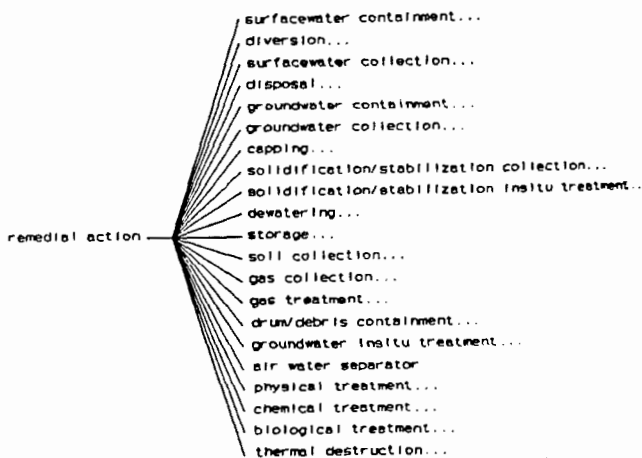 surfacewater containment...
diversion...
surfacewater collection...
disposal...
groundwater containment...
groundwater collection...
capping...
solidification/stabilization collection...
solidification/stabilization insitu treatment...
dewatering...
remedial action
storage...
soil collection...
gas collection...
gas treatment...
drum/debris containment...
groundwater insitu treatment...
air water separator
physical treatment...
chemical treatment...
biological treatment...
thermal destruction...